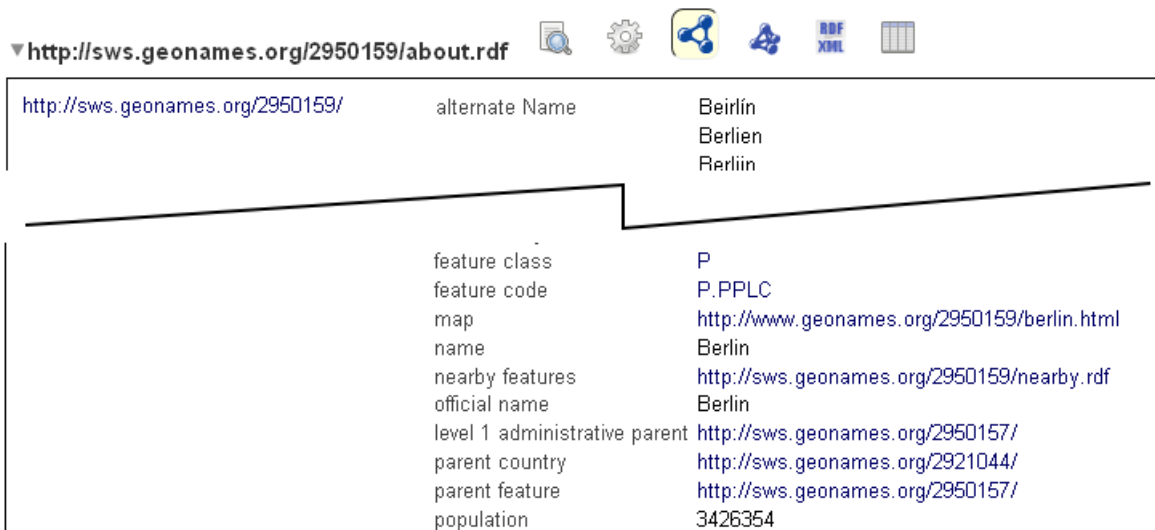 ▼http://sws.geonames.org/2950159/about.rdf RDF XML
http://sws.geonames.org/2950159/ alternate Name Beirlín
Berlien
Berliin
feature class P
feature code P.PPLC
map http://www.geonames.org/2950159/berlin.html
name Berlin
nearby features http://sws.geonames.org/2950159/nearby.rdf
official name Berlin
level 1 administrative parent http://sws.geonames.org/2950157/
parent country http://sws.geonames.org/2921044/
parent feature http://sws.geonames.org/2950157/
population 3426354